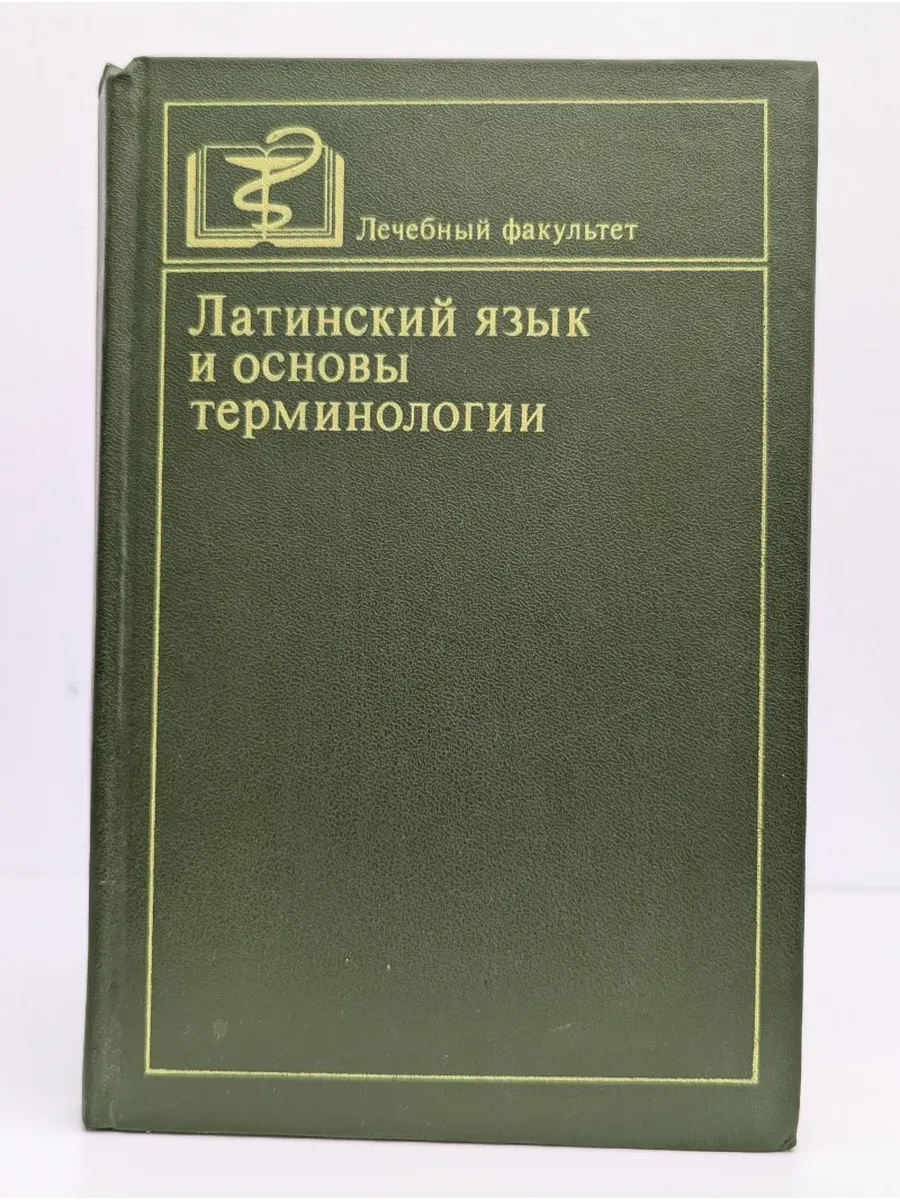 Лечебный факультет
Латинский язык
и основы
терминологии